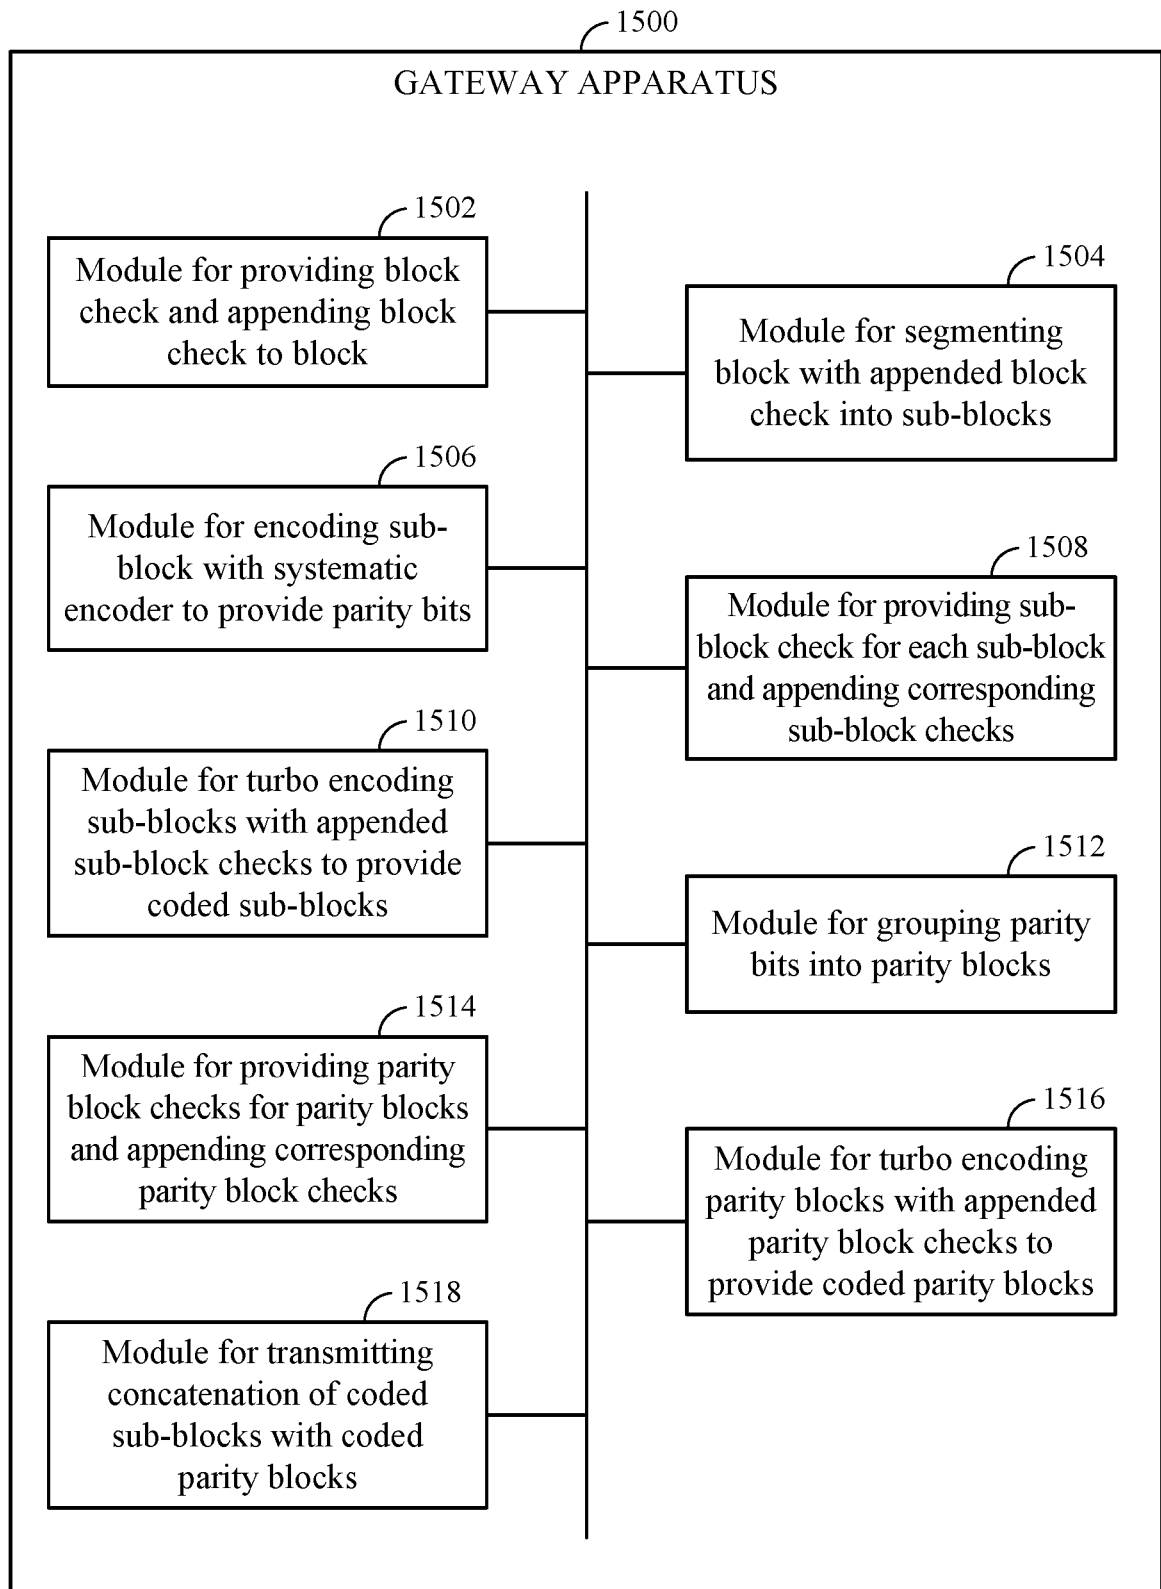 1500
GATEWAY APPARATUS
1502
Module for providing block
check and appending block
check to block
1504
Module for segmenting
block with appended block
check into sub-blocks
1506
Module for encoding sub-
block with systematic
encoder to provide parity bits
1508
Module for providing sub-
block check for each sub-block
and appending corresponding
sub-block checks
1510
Module for turbo encoding
sub-blocks with appended
sub-block checks to provide
coded sub-blocks
1512
Module for grouping parity
bits into parity blocks
1514
Module for providing parity
block checks for parity blocks
and appending corresponding
parity block checks
1516
Module for turbo encoding
parity blocks with appended
parity block checks to
provide coded parity blocks
1518
Module for transmitting
concatenation of coded
sub-blocks with coded
parity blocks